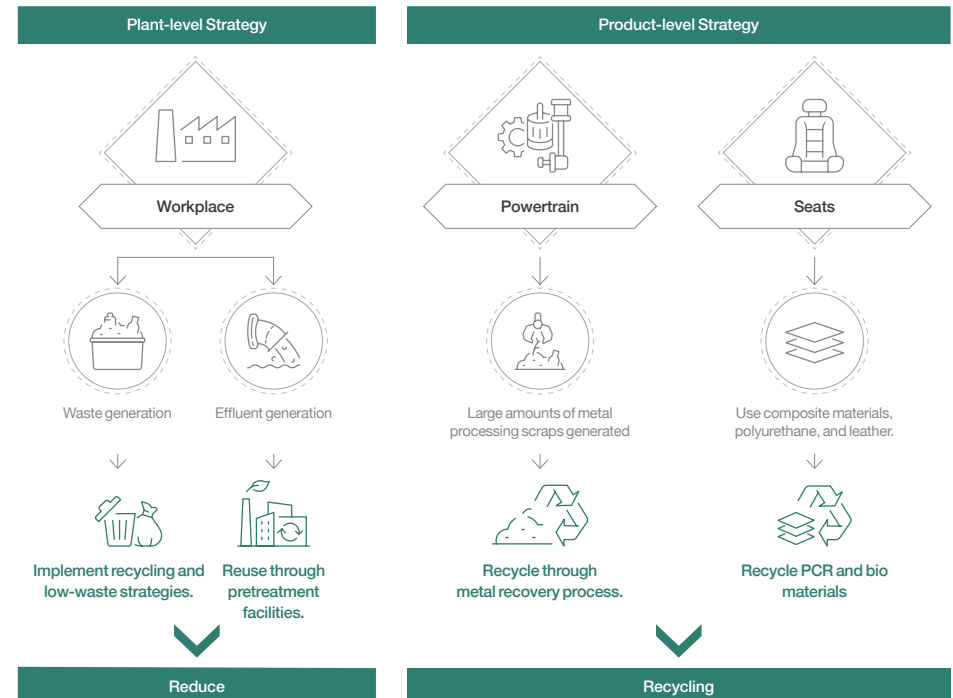 Plant-level Strategy
Product-level Strategy
Workplace
Powertrain
Seats
Waste generation
Effluent generation
Large amounts of metal
processing scraps generated
Use composite materials,
polyurethane, and leather.
Implement recycling and
low-waste strategies.
Reuse through
pretreatment
facilities.
Recycle through
metal recovery process.
Recycle PCR and bio
materials
Reduce
Recycling